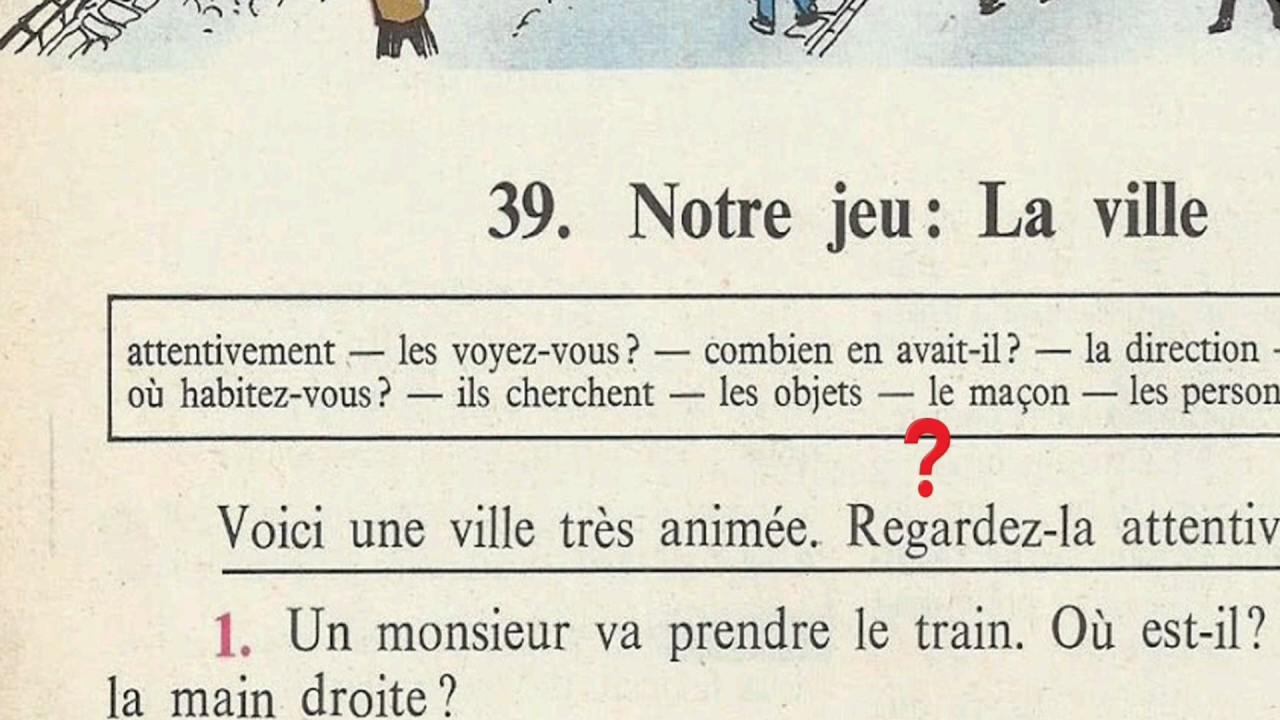 39. Notre jeu : La ville
attentivement — les voyez-vous ? — combien en avait-il ? — la direction -
où habitez-vous ? — ils cherchent — les objets — le maçon — les person
?
Voici une ville très animée. Regardez-la attentiv
1. Un monsieur va prendre le train. Où est-il ?
la main droite ?